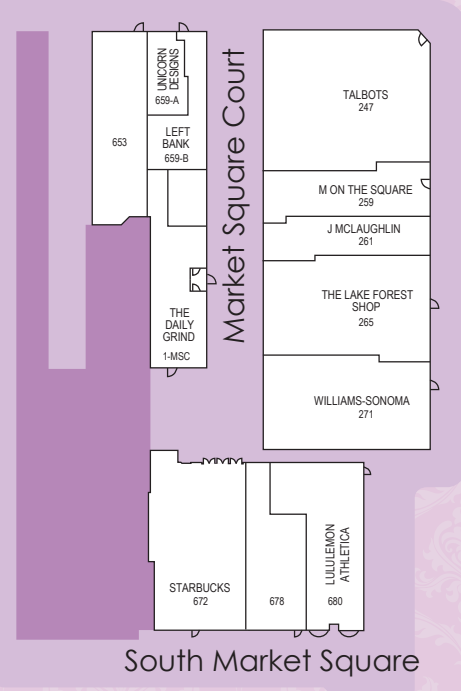 UNICORN
DESIGNS
659-A
653
LEFT
BANK
659-B
THE
DAILY
GRIND
1-MSC
Market Square Court
TALBOTS
247
M ON THE SQUARE
259
J MCLAUGHLIN
261
THE LAKE FOREST
SHOP
265
WILLIAMS-SONOMA
271
STARBUCKS
672
678
LULULEMON
ATHLETICA
680
South Market Square